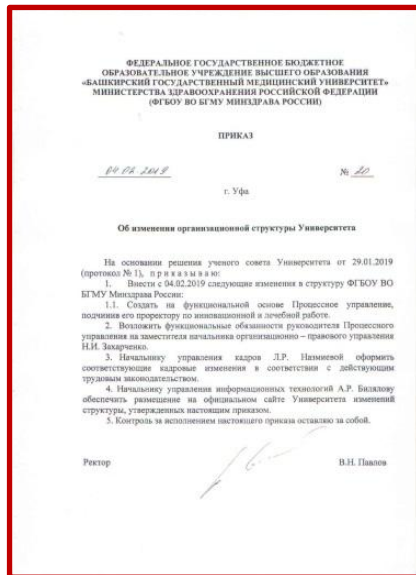 ФЕДЕРАЛЬНОЕ ГОСУДАРСТВЕННОЕ БЮДЖЕТНОЕ
ОБРАЗОВАТЕЛЬНОЕ УЧРЕЖДЕНИЕ ВЫСШЕГО ОБРАЗОВАНИЯ
«БАШКИРСКИЙ ГОСУДАРСТВЕННЫЙ МЕДИЦИНСКИЙ УНИВЕРСИТЕТ»
МИНИСТЕРСТВА ЗДРАВООХРАНЕНИЯ РОССИЙСКОЙ ФЕДЕРАЦИИ
(ФГБОУ ВО БГМУ МИНЗДРАВА РОССИИ)
ПРИКАЗ
04.02.2019 № 20
г. Уфа
Об изменении организационной структуры Университета
На основании решения ученого совета Университета от 29.01.2019
(протокол № 1), п р и к а з ы в а ю:
1. Внести с 04.02.2019 следующие изменения в структуру ФГБОУ ВО
БГМУ Минздрава России:
1.1. Создать на функциональной основе Процессное управление,
подчинив его проректору по инновационной и лечебной работе.
2. Возложить функциональные обязанности руководителя Процессного
управления на заместителя начальника организационно – правового управления
Н.И. Захарченко.
3. Начальнику управления кадров Л.Р. Назмиевой оформить
соответствующие кадровые изменения в соответствии с действующим
трудовым законодательством.
4. Начальнику управления информационных технологий А.Р. Билялову
обеспечить размещение на официальном сайте Университета изменений
структуры, утвержденных настоящим приказом.
5. Контроль за исполнением настоящего приказа оставляю за собой.
Ректор В.Н. Павлов